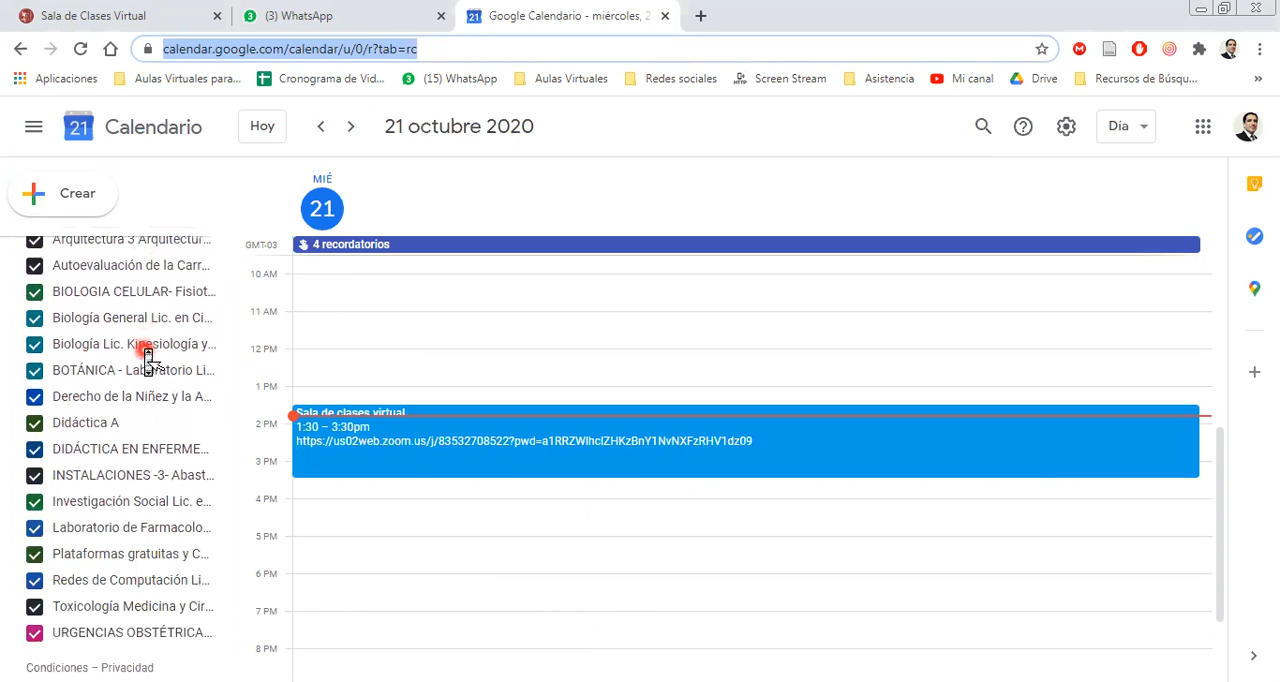 Sala de Clases Virtual
(3) WhatsApp
Google Calendario - miércoles, 2
calendar.google.com/calendar/u/0/r?tab=rc
Aplicaciones
Aulas Virtuales para...
Cronograma de Vid...
(15) WhatsApp
Aulas Virtuales
Redes sociales
Screen Stream
Asistencia
Mi canal
Drive
Recursos de Búsqu...
»
21
Calendario
Hoy
21 octubre 2020
Día
Crear
MIÉ
21
GMT-03
4 recordatorios
Arquitectura 3 Arquitectur...
Autoevaluación de la Carr...
BIOLOGIA CELULAR- Fisiot...
Biología General Lic. en Ci...
Biología Lic. Kinesiología y...
BOTÁNICA - Laboratorio Li...
Derecho de la Niñez y la A...
Didáctica A
DIDÁCTICA EN ENFERME...
INSTALACIONES -3- Abast...
Investigación Social Lic. e...
Laboratorio de Farmacolo...
Plataformas gratuitas y C...
Redes de Computación Li...
Toxicología Medicina y Cir...
URGENCIAS OBSTÉTRICA...
Condiciones – Privacidad
10 AM
11 AM
12 PM
1 PM
2 PM
3 PM
4 PM
5 PM
6 PM
7 PM
8 PM
Sala de clases virtual
1:30 – 3:30pm
https://us02web.zoom.us/j/83532708522?pwd=a1RRZWlhclZHKzBnY1NvNXFzRHV1dz09